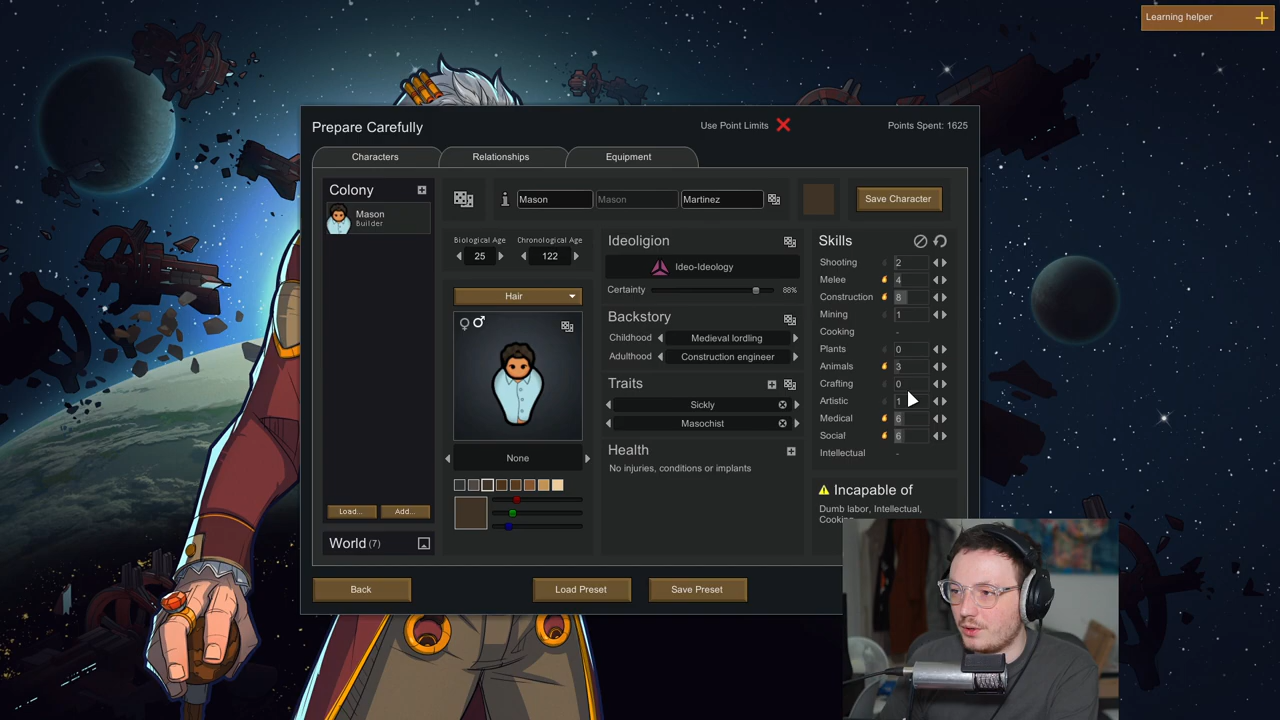 Learning helper
Prepare Carefully
Use Point Limits
Points Spent: 1625
Characters
Relationships
Equipment
Colony
Mason
Builder
Load...
Add...
World (7)
Mason
Mason
Martinez
Save Character
Biological Age
Chronological Age
25
122
Hair
None
Ideoligion
Ideo-Ideology
Certainty
88%
Backstory
Childhood
Medieval lordling
Adulthood
Construction engineer
Traits
Sickly
Masochist
Health
No injuries, conditions or implants
Skills
Shooting 2
Melee 4
Construction 8
Mining 1
Cooking -
Plants 0
Animals 3
Crafting 0
Artistic 1
Medical 6
Social 6
Intellectual -
Incapable of
Dumb labor, Intellectual,
Back
Load Preset
Save Preset